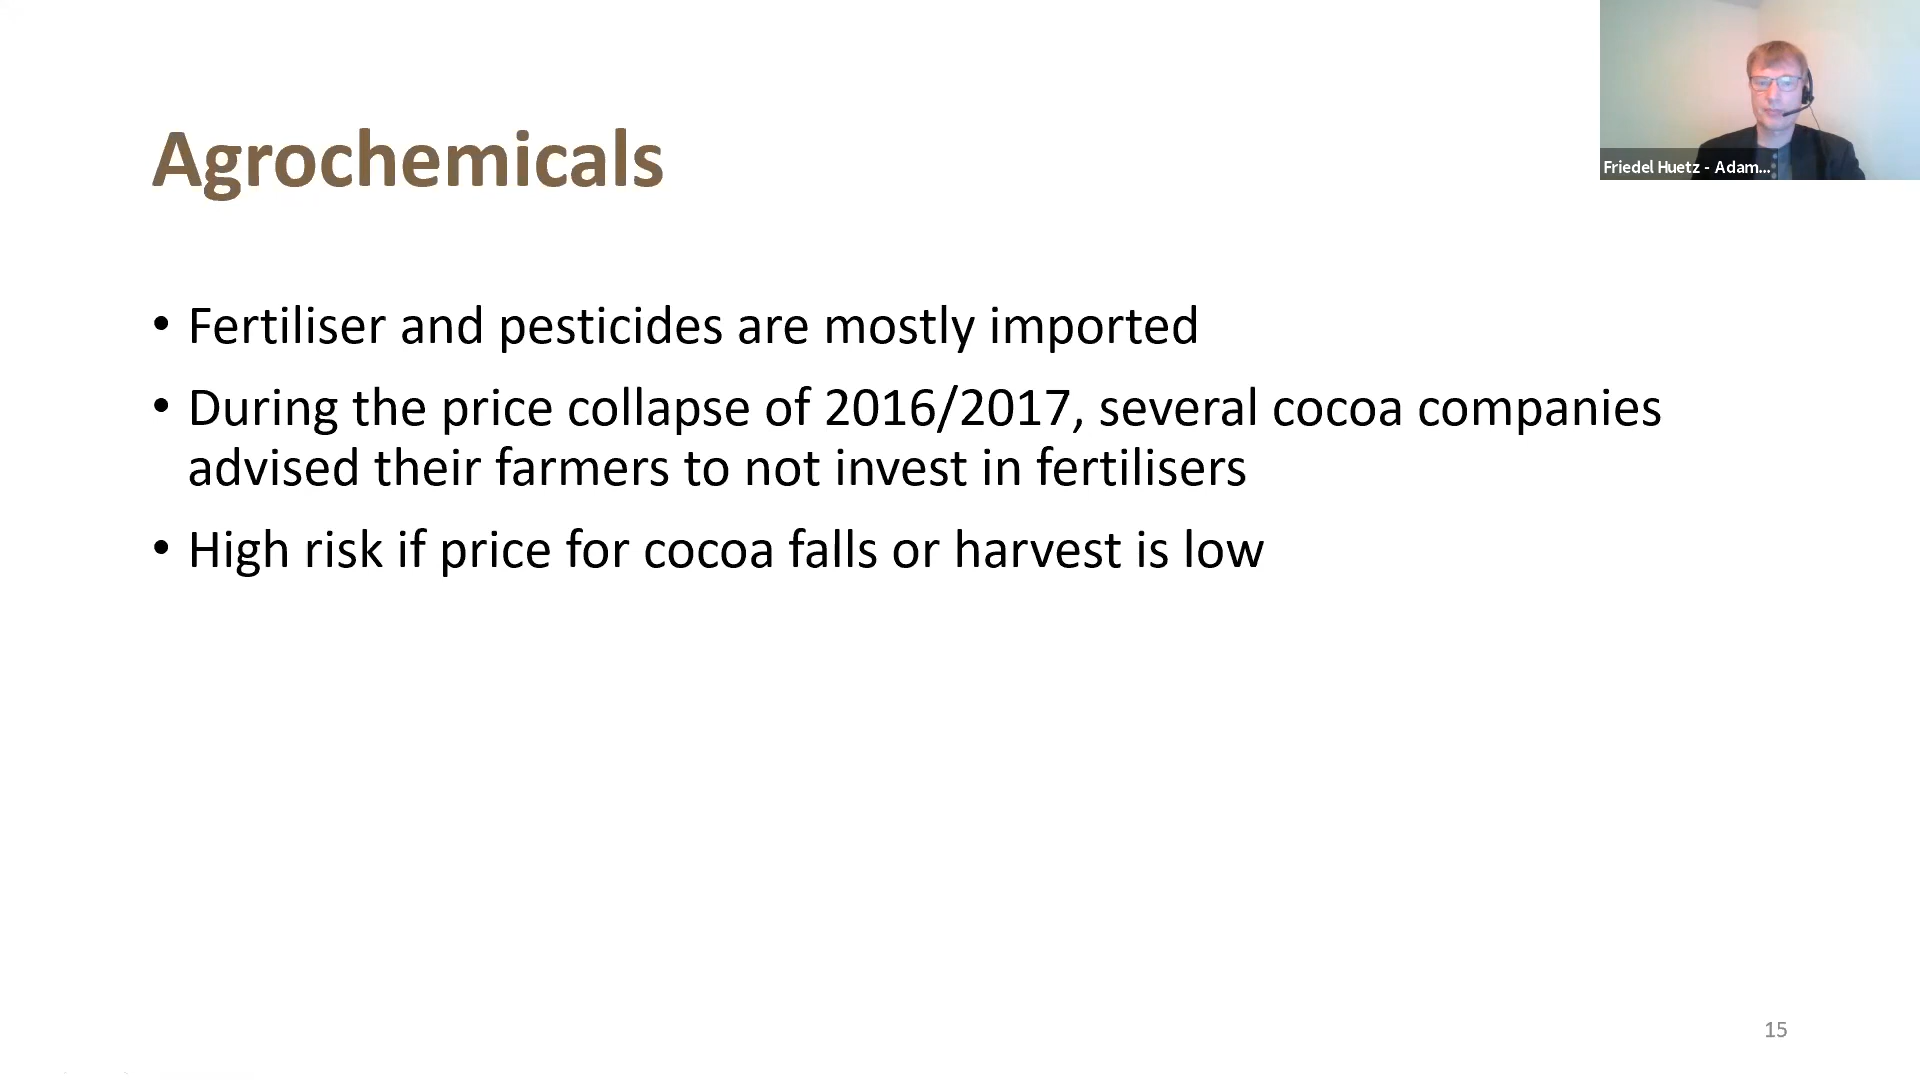 Friedel Huetz - Adam...
Agrochemicals
• Fertiliser and pesticides are mostly imported
• During the price collapse of 2016/2017, several cocoa companies
advised their farmers to not invest in fertilisers
• High risk if price for cocoa falls or harvest is low
15